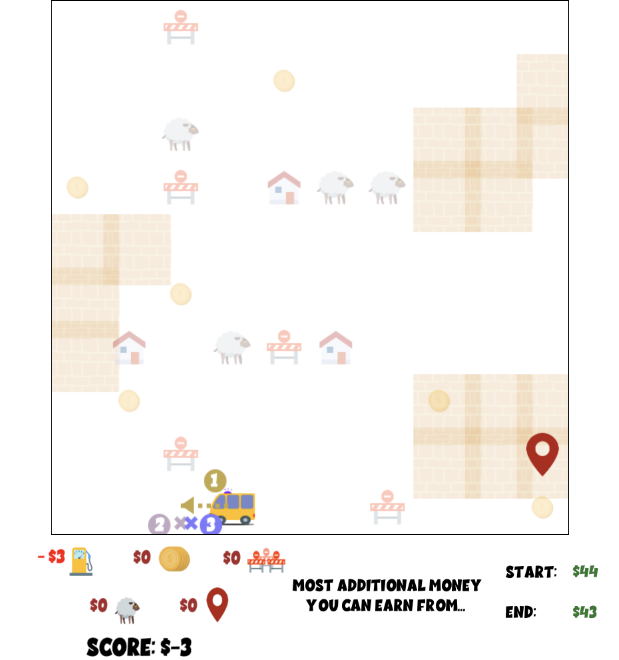 1
2 3
- $3 $0 $0
$0 $0
SCORE: $-3
MOST ADDITIONAL MONEY
YOU CAN EARN FROM...
START: $44
END: $43